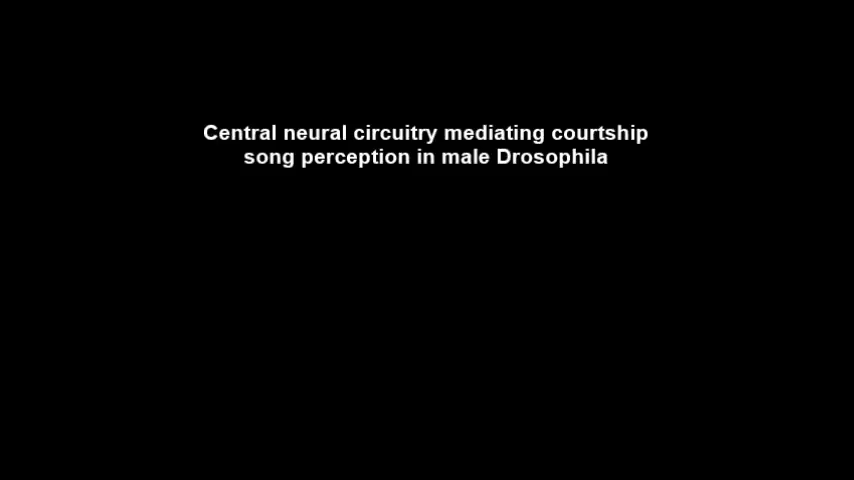 Central neural circuitry mediating courtship
song perception in male Drosophila